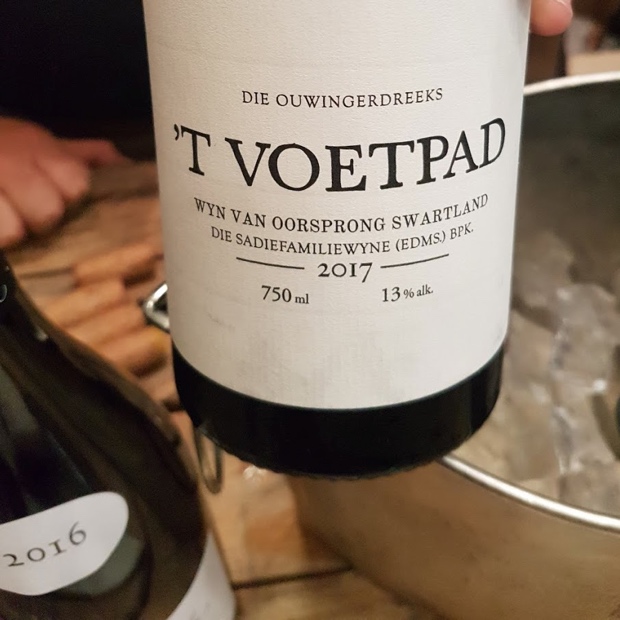 DIE OUWINGERDREEKS
'T VOETPAD
WYN VAN OORSPRONG SWARTLAND
DIE SADIEFAMILIEWYNE (EDMS.) BPK.
2017
750 ml 13% alk.
2016